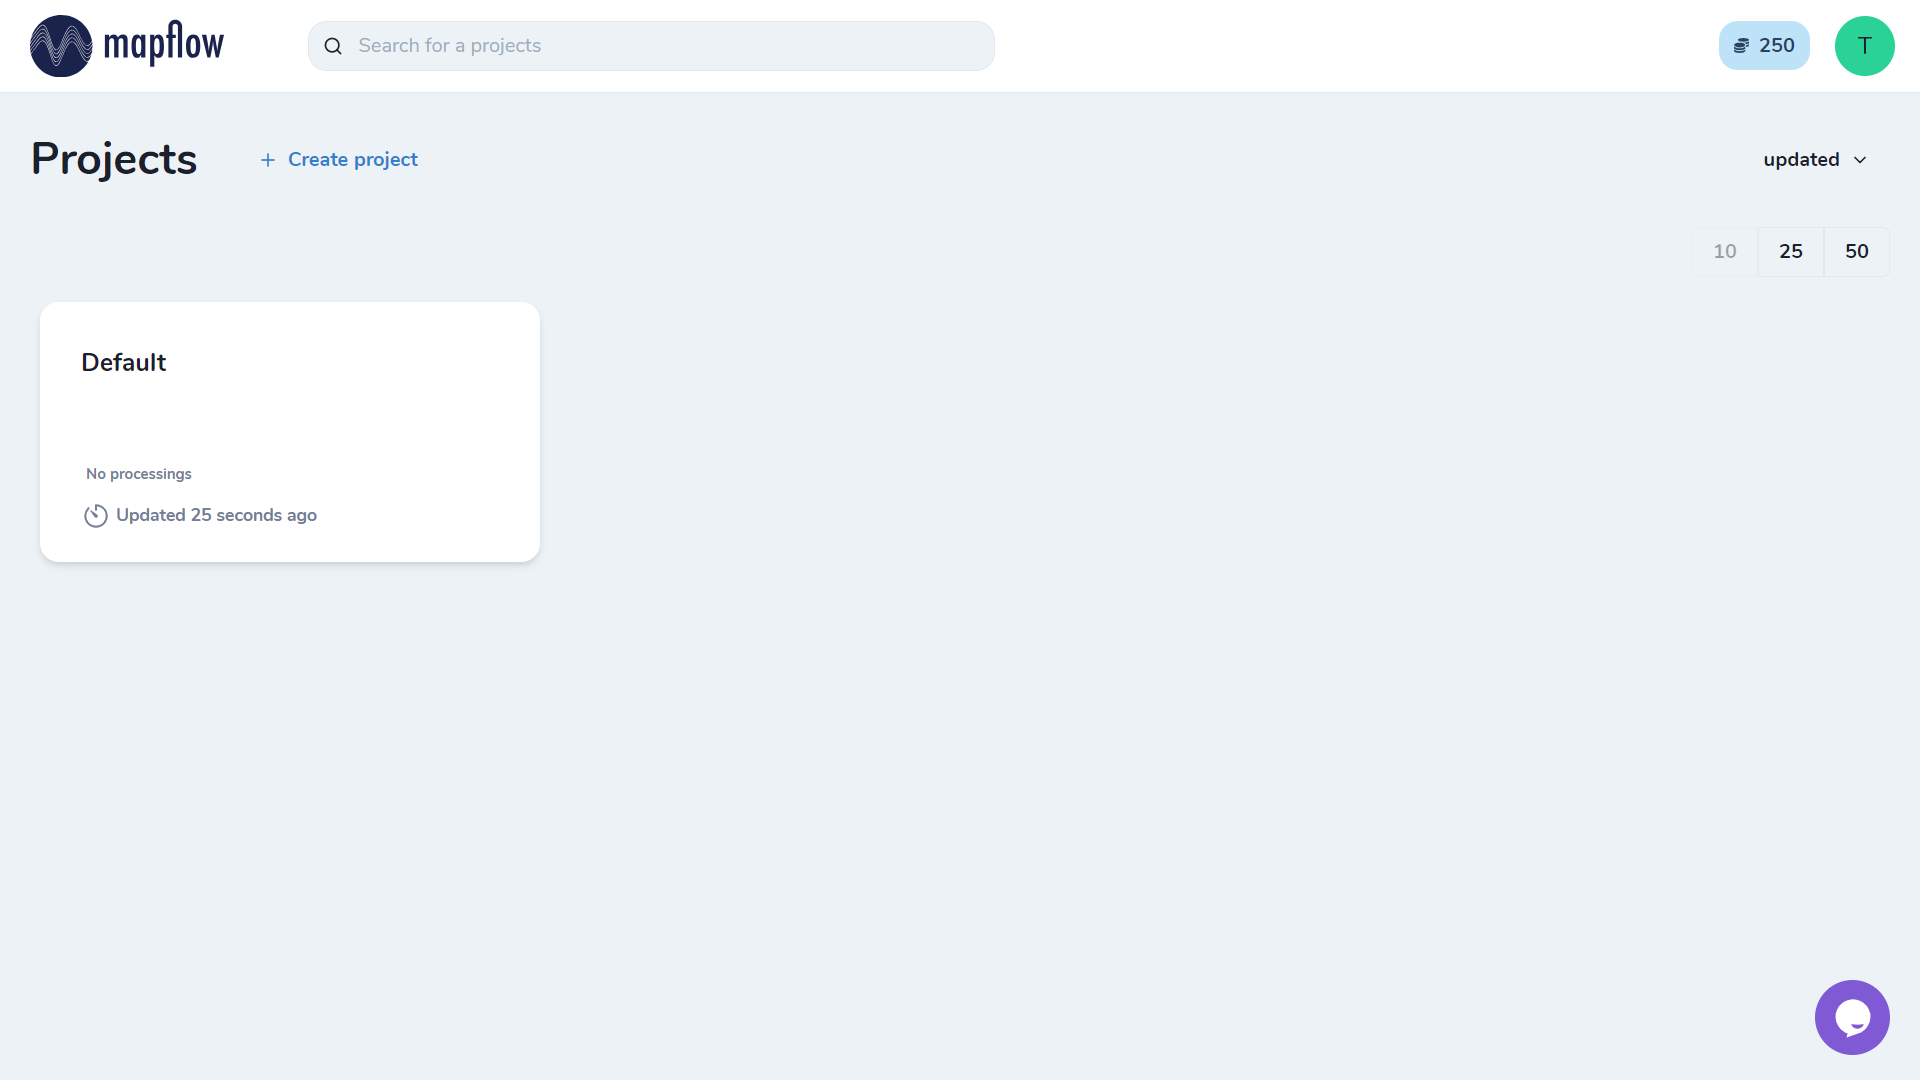 mapflow
Search for a projects
250
T
Projects
+ Create project
updated
10 25 50
Default
No processings
Updated 25 seconds ago